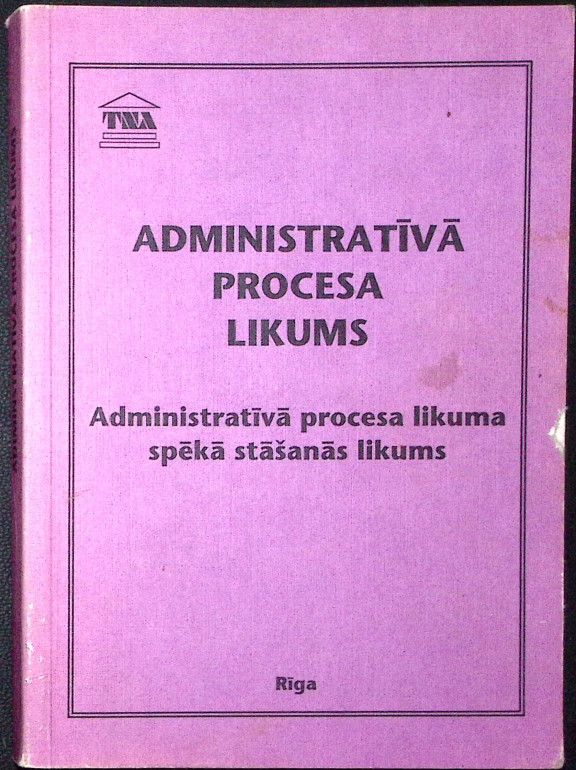 TNA
ADMINISTRATĪVĀ
PROCESA
LIKUMS
Administratīvā procesa likuma
spēkā stāšanās likums
Rīga